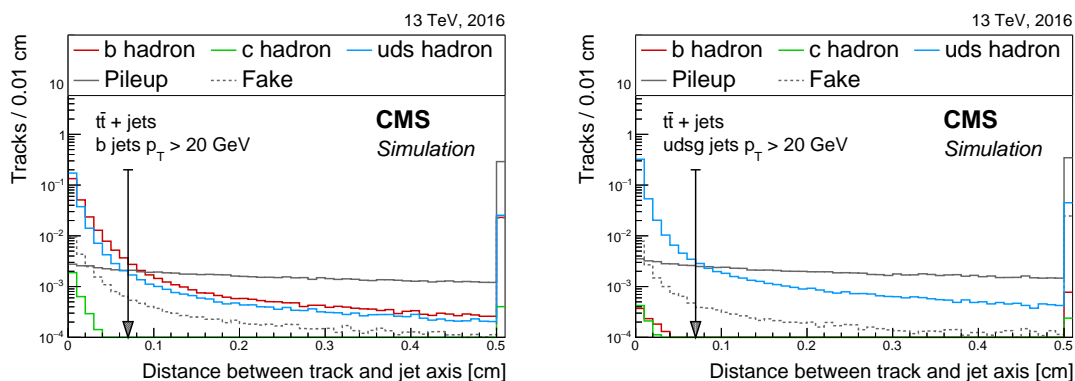 13 TeV, 2016
b hadron c hadron uds hadron
Pileup Fake
tt̄ + jets
b jets p_T > 20 GeV
CMS
Simulation
Tracks / 0.01 cm
10
1
10⁻¹
10⁻²
10⁻³
10⁻⁴
0 0.1 0.2 0.3 0.4 0.5
Distance between track and jet axis [cm]
13 TeV, 2016
b hadron c hadron uds hadron
Pileup Fake
tt̄ + jets
udsg jets p_T > 20 GeV
CMS
Simulation
Tracks / 0.01 cm
10
1
10⁻¹
10⁻²
10⁻³
10⁻⁴
0 0.1 0.2 0.3 0.4 0.5
Distance between track and jet axis [cm]